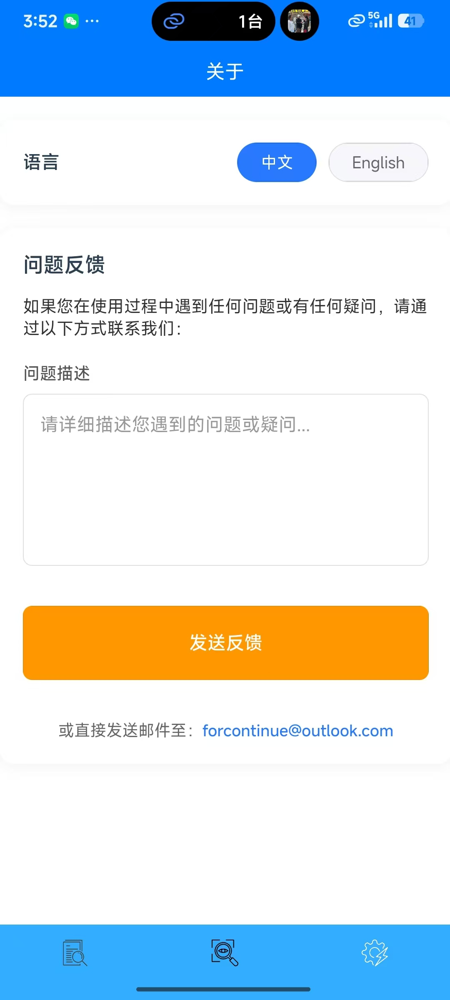 3:52 ... 1台 5G 41
关于
语言 中文 English
问题反馈
如果您在使用过程中遇到任何问题或有任何疑问，请通
过以下方式联系我们：
问题描述
请详细描述您遇到的问题或疑问...
发送反馈
或直接发送邮件至：forcontinue@outlook.com